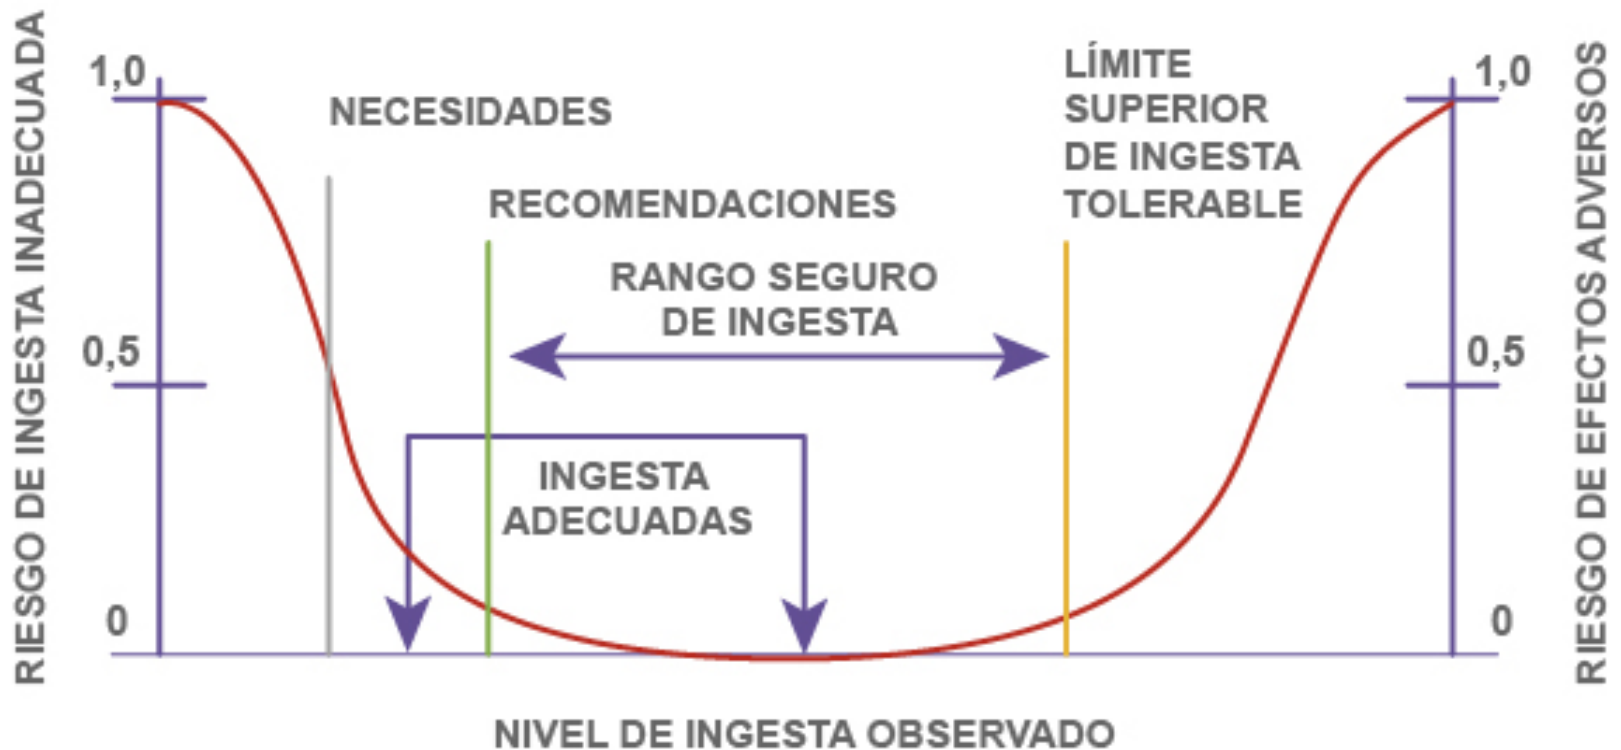 RIESGO DE INGESTA INADECUADA
1,0
0,5
0
NECESIDADES
RECOMENDACIONES
RANGO SEGURO
DE INGESTA
INGESTA
ADECUADAS
LÍMITE
SUPERIOR
DE INGESTA
TOLERABLE
1,0
0,5
0
RIESGO DE EFECTOS ADVERSOS
NIVEL DE INGESTA OBSERVADO